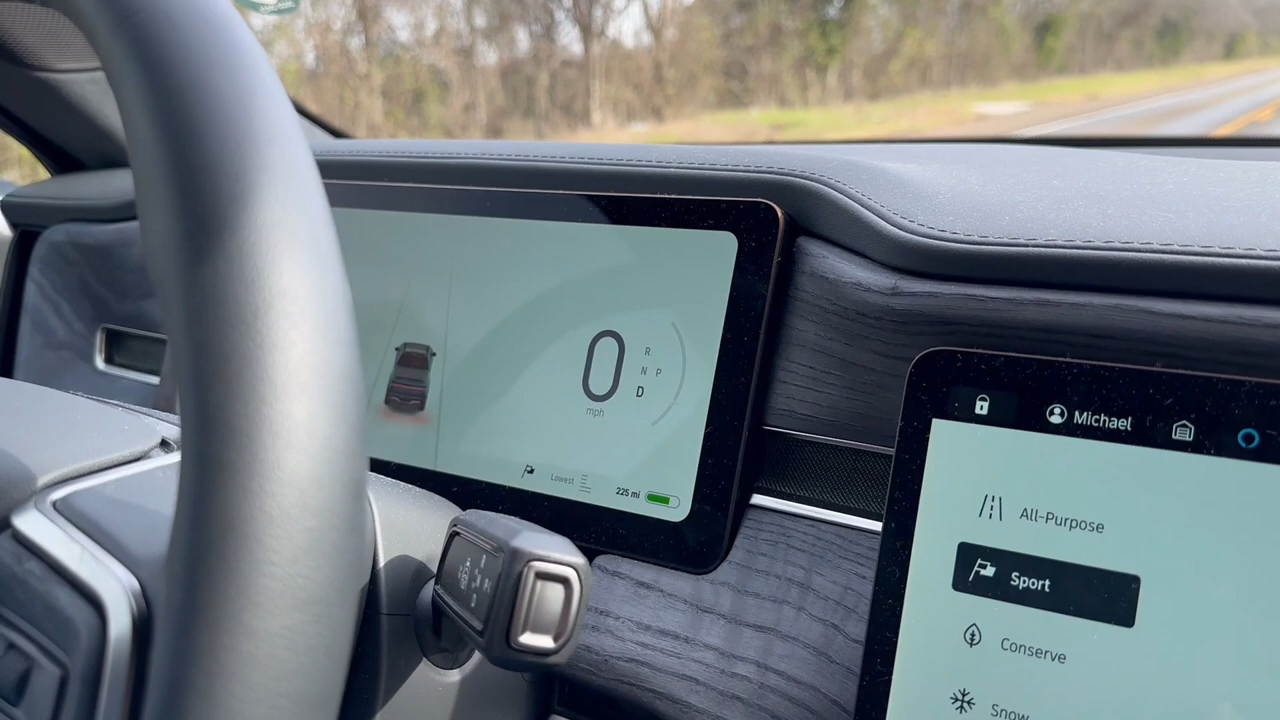 0
mph
R
N P
D
Lowest
225 mi
Michael
All-Purpose
Sport
Conserve
Snow